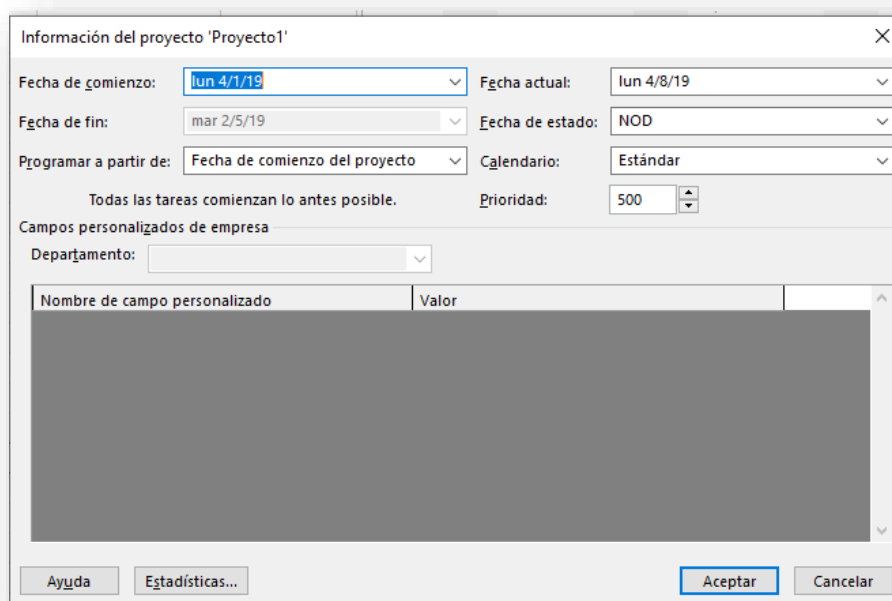 Información del proyecto 'Proyecto1'
Fecha de comienzo: lun 4/1/19 Fecha actual: lun 4/8/19
Fecha de fin: mar 2/5/19 Fecha de estado: NOD
Programar a partir de: Fecha de comienzo del proyecto Calendario: Estándar
Todas las tareas comienzan lo antes posible. Prioridad: 500
Campos personalizados de empresa
Departamento:
Nombre de campo personalizado Valor
Ayuda Estadísticas... Aceptar Cancelar